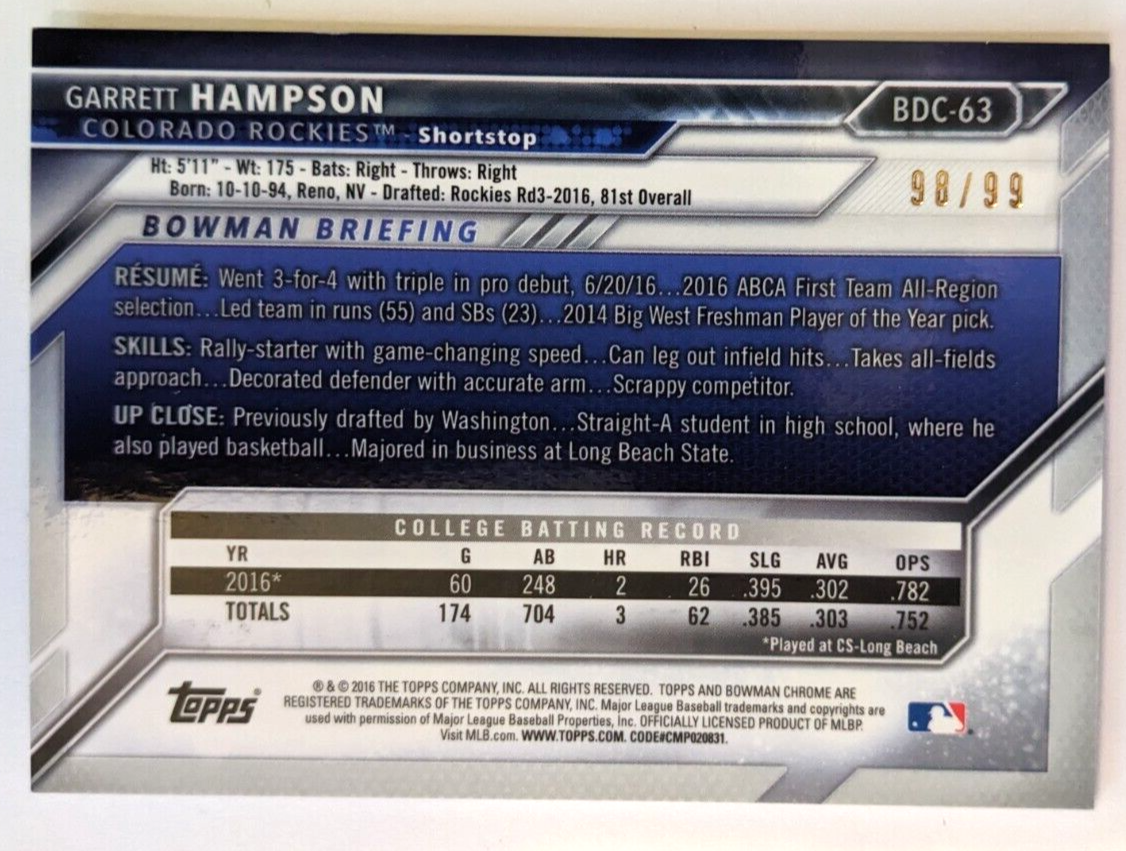 GARRETT HAMPSON
BDC-63
COLORADO ROCKIES™ - Shortstop
Ht: 5'11" - Wt: 175 - Bats: Right - Throws: Right
98/99
Born: 10-10-94, Reno, NV - Drafted: Rockies Rd3-2016, 81st Overall
BOWMAN BRIEFING
RÉSUMÉ: Went 3-for-4 with triple in pro debut, 6/20/16...2016 ABCA First Team All-Region
selection...Led team in runs (55) and SBs (23)...2014 Big West Freshman Player of the Year pick.
SKILLS: Rally-starter with game-changing speed...Can leg out infield hits...Takes all-fields
approach...Decorated defender with accurate arm...Scrappy competitor.
UP CLOSE: Previously drafted by Washington...Straight-A student in high school, where he
also played basketball...Majored in business at Long Beach State.
COLLEGE BATTING RECORD
YR G AB HR RBI SLG AVG OPS
2016* 60 248 2 26 .395 .302 .782
TOTALS 174 704 3 62 .385 .303 .752
*Played at CS-Long Beach
topps®
® & © 2016 THE TOPPS COMPANY, INC. ALL RIGHTS RESERVED. TOPPS AND BOWMAN CHROME ARE
REGISTERED TRADEMARKS OF THE TOPPS COMPANY, INC. Major League Baseball trademarks and copyrights are
used with permission of Major League Baseball Properties, Inc. OFFICIALLY LICENSED PRODUCT OF MLBP.
Visit MLB.com. WWW.TOPPS.COM. CODE#CMP020831.